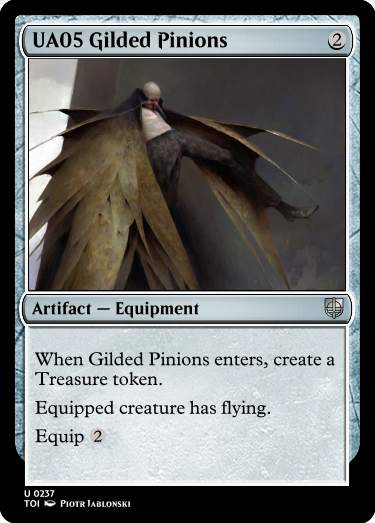 UA05 Gilded Pinions 2
Artifact — Equipment
When Gilded Pinions enters, create a
Treasure token.
Equipped creature has flying.
Equip 2
U 0237
TOI Piotr Jablonski